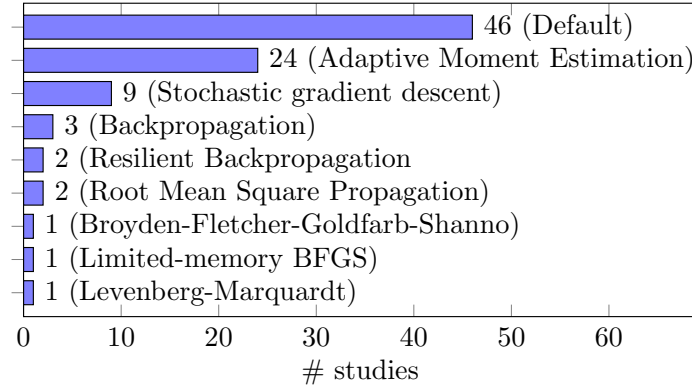 46 (Default)
24 (Adaptive Moment Estimation)
9 (Stochastic gradient descent)
3 (Backpropagation)
2 (Resilient Backpropagation
2 (Root Mean Square Propagation)
1 (Broyden-Fletcher-Goldfarb-Shanno)
1 (Limited-memory BFGS)
1 (Levenberg-Marquardt)
0 10 20 30 40 50 60
# studies